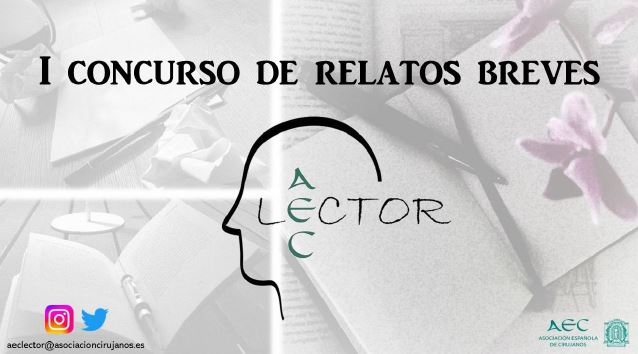 I CONCURSO DE RELATOS BREVES
A
LECTOR
C
aeclector@asociacioncirujanos.es
AEC
ASOCIACIÓN ESPAÑOLA
DE CIRUJANOS